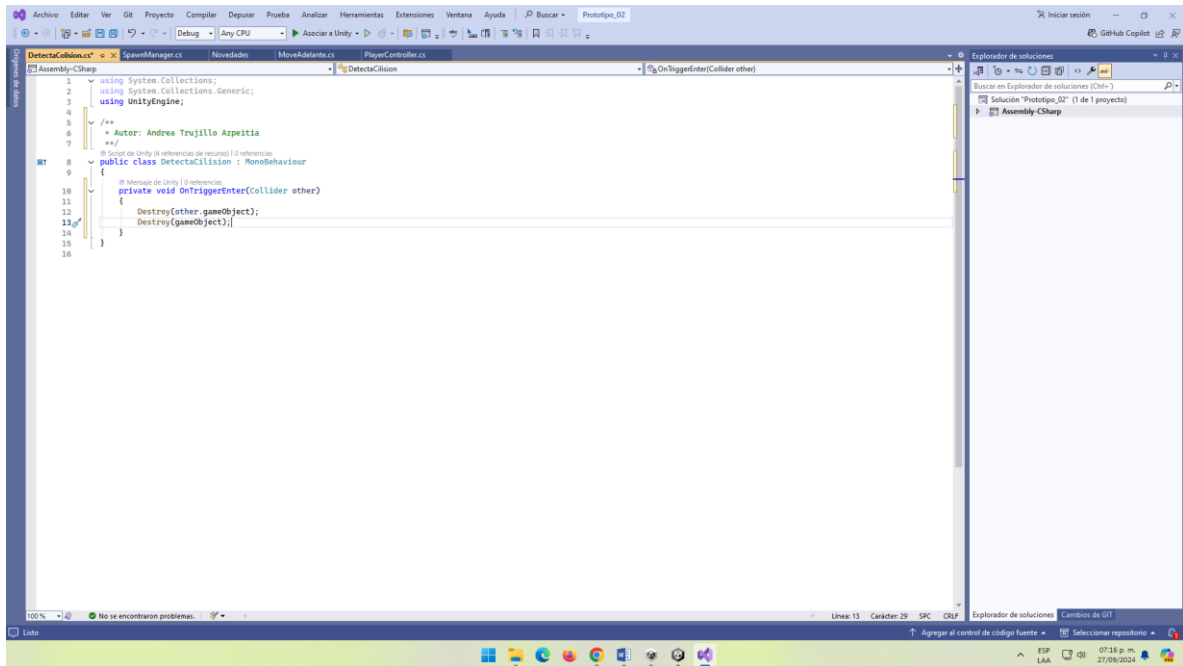 Archivo Editar Ver Git Proyecto Compilar Depurar Prueba Analizar Herramientas Extensiones Ventana Ayuda Buscar Prototipo_02 Iniciar sesión
Debug Any CPU Asociar a Unity GitHub Copilot
Orígenes de datos
DetectaColision.cs* SpawnManager.cs Novedades MoveAdelante.cs PlayerController.cs
Assembly-CSharp DetectaCilision OnTriggerEnter(Collider other)
1 using System.Collections;
2 using System.Collections.Generic;
3 using UnityEngine;
4
5 /**
6 * Autor: Andrea Trujillo Azpeitia
7 **/
Script de Unity (4 referencias de recurso) | 0 referencias
8 public class DetectaCilision : MonoBehaviour
9 {
Mensaje de Unity | 0 referencias
10 private void OnTriggerEnter(Collider other)
11 {
12 Destroy(other.gameObject);
13 Destroy(gameObject);
14 }
15 }
16
Explorador de soluciones
Buscar en Explorador de soluciones (Ctrl+´)
Solución "Prototipo_02" (1 de 1 proyecto)
Assembly-CSharp
100 % No se encontraron problemas. Línea: 13 Carácter: 29 SPC CRLF
Explorador de soluciones Cambios de GIT
Listo Agregar al control de código fuente Seleccionar repositorio
ESP
LAA
07:16 p. m.
27/09/2024